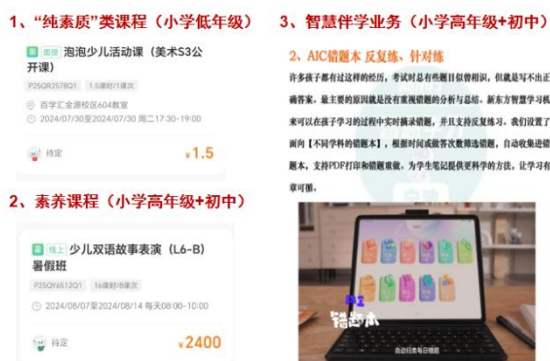 1、“纯素质”类课程（小学低年级）
暑 面授 泡泡少儿活动课（美术S3公
开课）
P25QR2578Q1 1.5课时/1课次
百学汇金源校区604教室
2024/07/30至2024/07/30 周二17:30-19:00
待定
¥1.5
2、素养课程（小学高年级+初中）
暑 线上 少儿双语故事表演（L6-B）
暑假班
P25QY6512Q1 16课时/8课次
2024/08/07至2024/08/14 每天08:00-10:00
待定
¥2400
3、智慧伴学业务（小学高年级+初中）
2、AIC错题本 反复练、针对练
许多孩子都有过这样的经历，考试时总有些题目似曾相识，但就是写不出正
确答案。最主要的原因就是没有重视错题的分析与总结。新东方智慧学习机
来可以在孩子学习的过程中实时摘录错题，并且支持反复练习。我们设置了
面向【不同学科的错题本】，根据时间或做答次数筛选错题，自动收集进错
题本，支持PDF打印和错题重做。为学生笔记提供更科学的方法，让学习有
章可循。
AI
错题本
自动归类每日错题